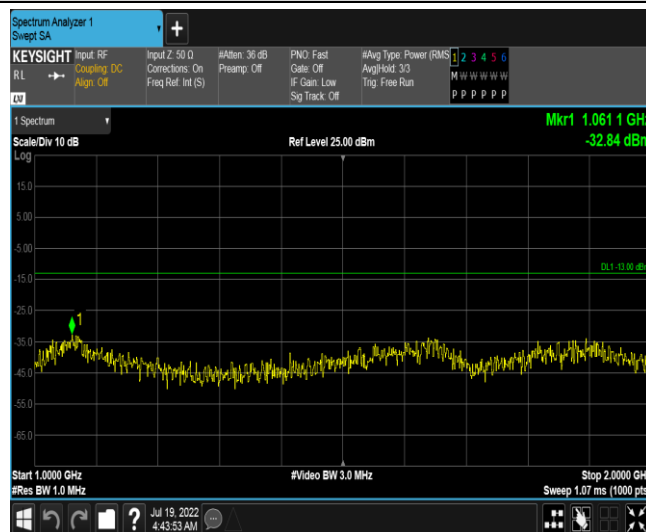 Spectrum Analyzer 1
Swept SA
+
KEYSIGHT
RL
Input: RF
Coupling: DC
Align: Off
Input Z: 50 Ω
Corrections: On
Freq Ref: Int (S)
#Atten: 36 dB
Preamp: Off
PNO: Fast
Gate: Off
IF Gain: Low
Sig Track: Off
#Avg Type: Power (RMS
Avg|Hold: 3/3
Trig: Free Run
1 2 3 4 5 6
M W W W W W
P P P P P P
LXI
1 Spectrum
Mkr1 1.061 1 GHz
Scale/Div 10 dB
Ref Level 25.00 dBm
-32.84 dBm
Log
15.0
5.00
-5.00
DL1 -13.00 dBm
-15.0
-25.0
1
-35.0
-45.0
-55.0
-65.0
Start 1.0000 GHz
#Video BW 3.0 MHz
Stop 2.0000 GHz
#Res BW 1.0 MHz
Sweep 1.07 ms (1000 pts
?
Jul 19, 2022
4:43:53 AM